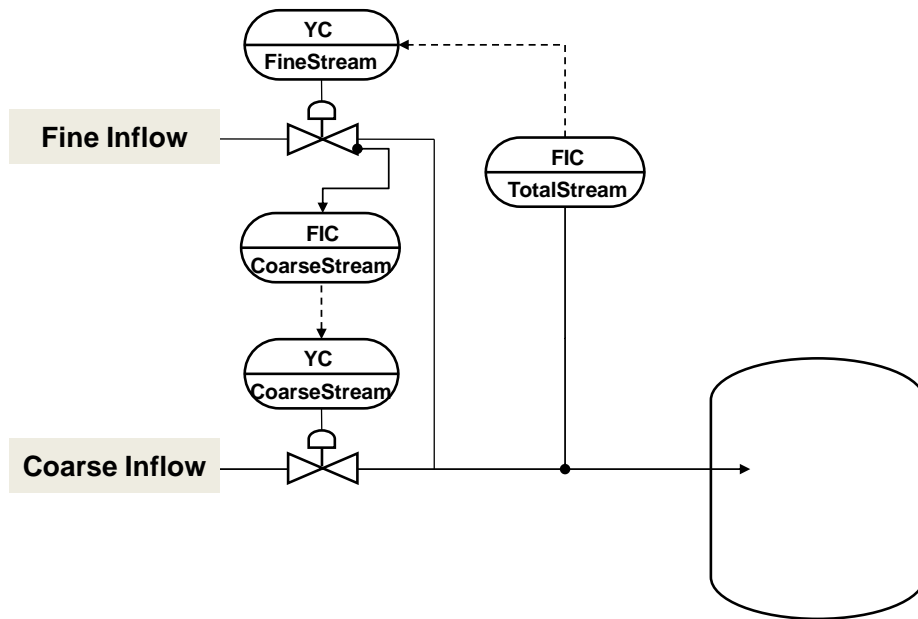 YC
FineStream
Fine Inflow
FIC
TotalStream
FIC
CoarseStream
YC
CoarseStream
Coarse Inflow